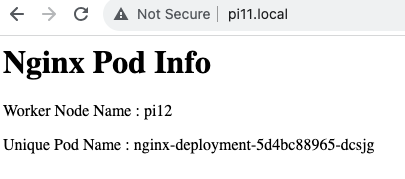 Not Secure | pi11.local
Nginx Pod Info
Worker Node Name : pi12
Unique Pod Name : nginx-deployment-5d4bc88965-dcsjg